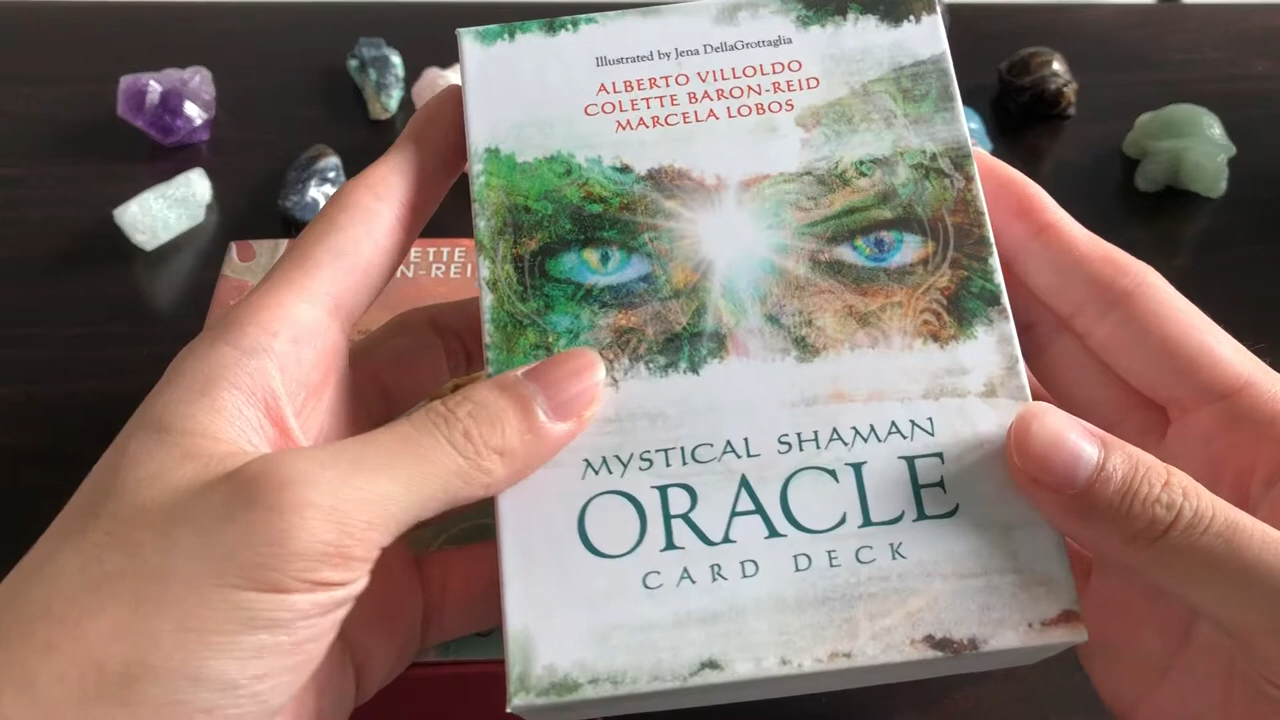 Illustrated by Jena DellaGrottaglia
ALBERTO VILLOLDO
COLETTE BARON-REID
MARCELA LOBOS
MYSTICAL SHAMAN
ORACLE
CARD DECK
ETTE
N-REI